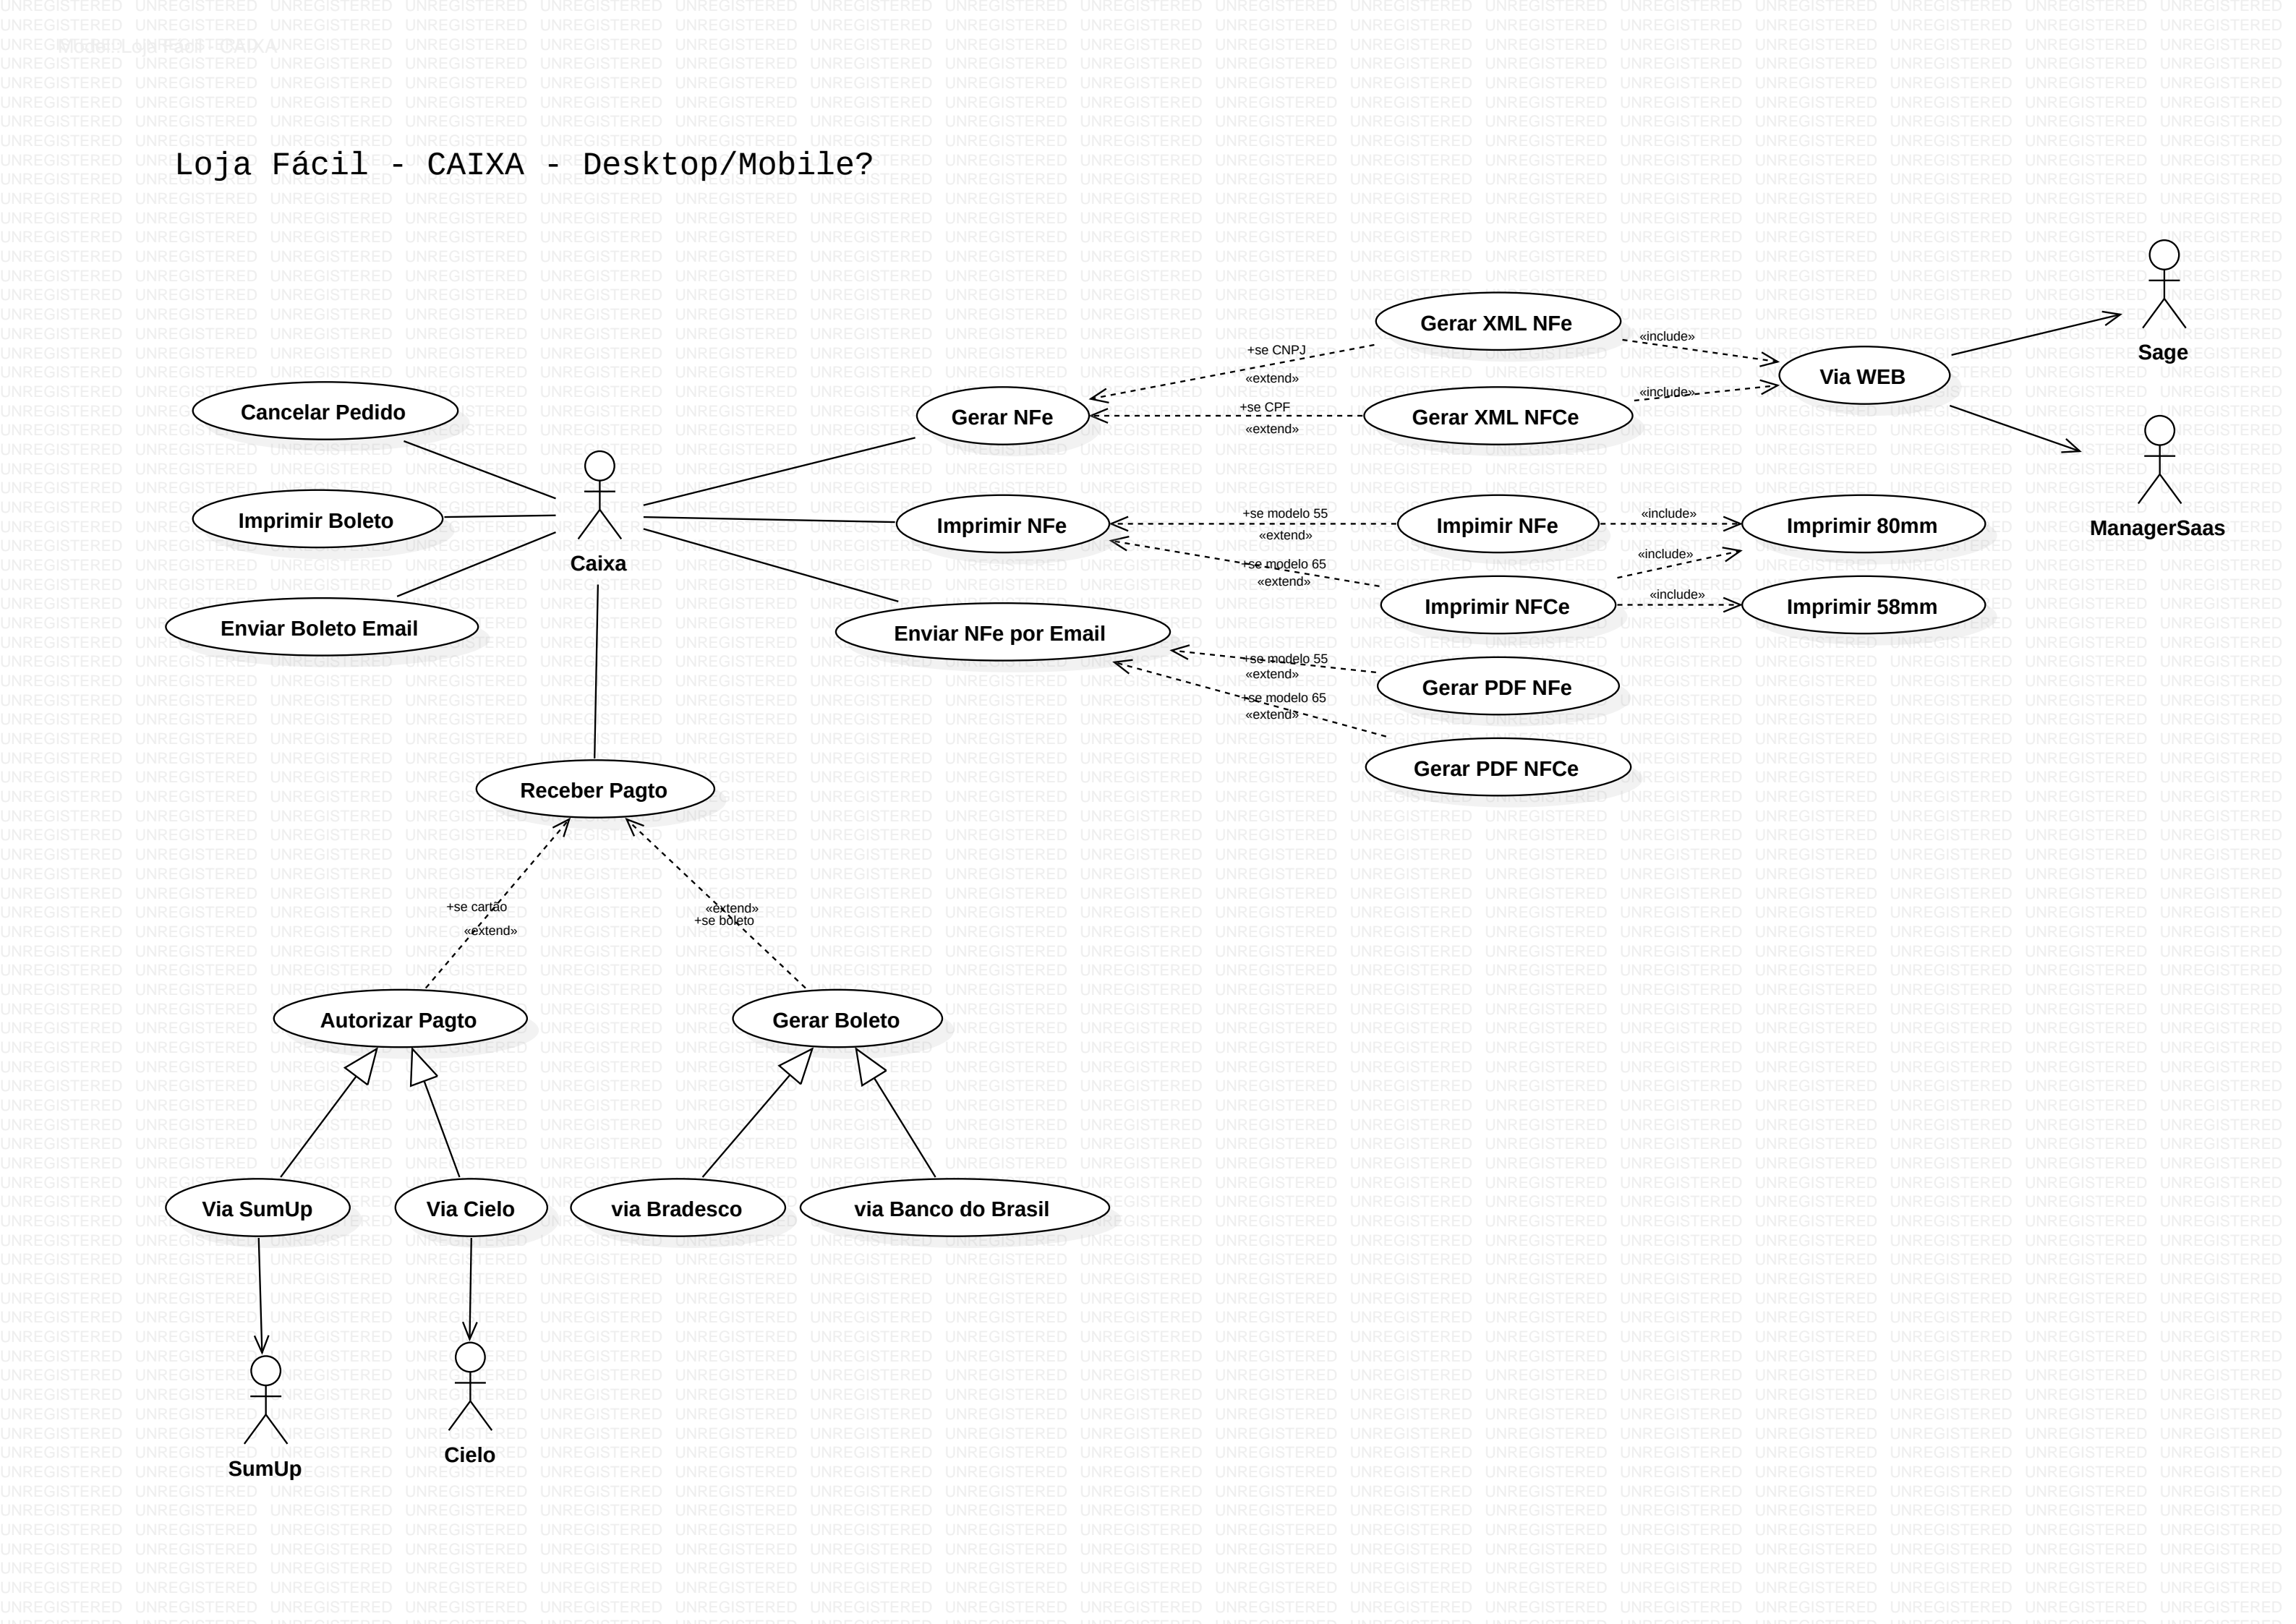 Model::Loja Fácil - CAIXA
Loja Fácil - CAIXA - Desktop/Mobile?
Sage
Gerar XML NFe
+se CNPJ
«extend»
«include»
Via WEB
Cancelar Pedido
Gerar NFe
+se CPF
«extend»
Gerar XML NFCe
«include»
ManagerSaas
Imprimir Boleto
Caixa
Imprimir NFe
+se modelo 55
«extend»
Impimir NFe
«include»
Imprimir 80mm
+se modelo 65
«extend»
Imprimir NFCe
«include»
«include»
Imprimir 58mm
Enviar Boleto Email
Enviar NFe por Email
+se modelo 55
«extend»
Gerar PDF NFe
+se modelo 65
«extend»
Gerar PDF NFCe
Receber Pagto
+se cartão
«extend»
«extend»
+se boleto
Autorizar Pagto
Gerar Boleto
Via SumUp
Via Cielo
via Bradesco
via Banco do Brasil
SumUp
Cielo
UNREGISTERED